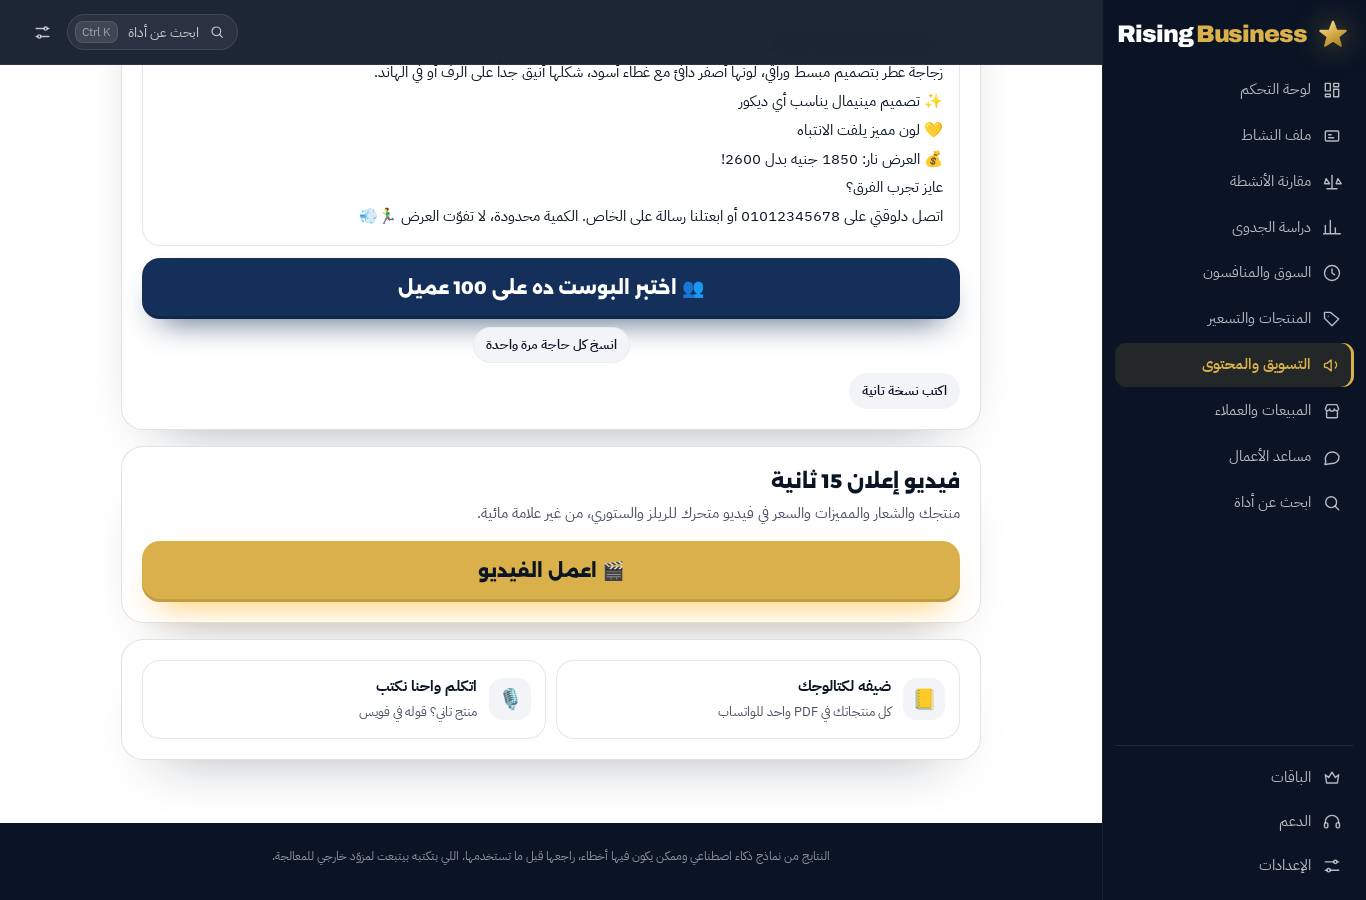 Rising Business
لوحة التحكم
ملف النشاط
مقارنة الأنشطة
دراسة الجدوى
السوق والمنافسون
المنتجات والتسعير
التسويق والمحتوى
المبيعات والعملاء
مساعد الأعمال
ابحث عن أداة
الباقات
الدعم
الإعدادات
ابحث عن أداة Ctrl K
زجاجة عطر بتصميم مبسط وراقي، لونها أصفر دافئ مع غطاء أسود، شكلها أنيق جداً على الرف أو في الهاند.
✨ تصميم مينيمال يناسب أي ديكور
💛 لون مميز يلفت الانتباه
💰 العرض نار: 1850 جنيه بدل 2600!
عايز تجرب الفرق؟
اتصل دلوقتي على 01012345678 أو ابعتلنا رسالة على الخاص. الكمية محدودة، لا تفوّت العرض 🏃‍♂️💨
👥 اختبر البوست ده على 100 عميل
انسخ كل حاجة مرة واحدة
اكتب نسخة تانية
فيديو إعلان 15 ثانية
منتجك والشعار والمميزات والسعر في فيديو متحرك للريلز والستوري، من غير علامة مائية.
🎬 اعمل الفيديو
ضيفه لكتالوجك
كل منتجاتك في PDF واحد للواتساب
اتكلم واحنا نكتب
منتج تاني؟ قوله في فويس
النتايج من نماذج ذكاء اصطناعي وممكن يكون فيها أخطاء، راجعها قبل ما تستخدمها. اللي بتكتبه بيتبعت لمزوّد خارجي للمعالجة.